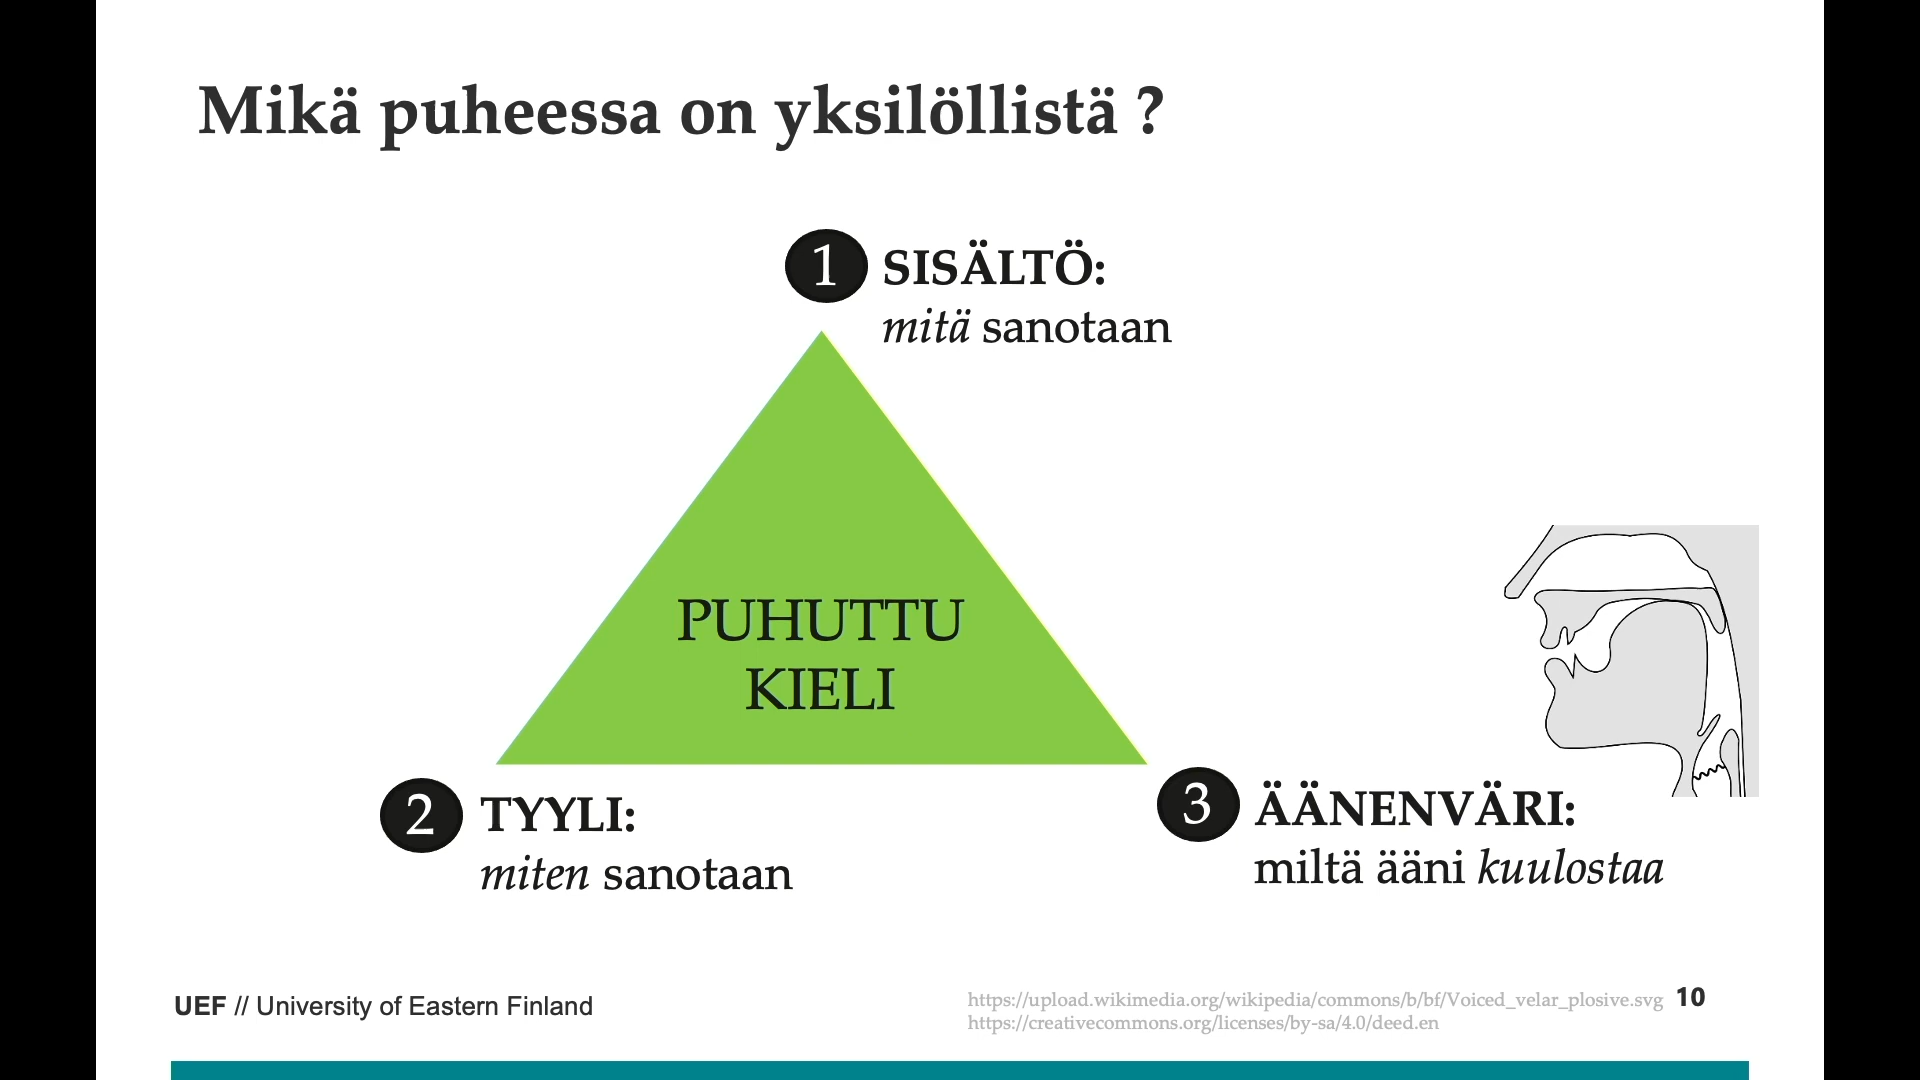 Mikä puheessa on yksilöllistä ?
1 SISÄLTÖ:
mitä sanotaan
PUHUTTU
KIELI
2 TYYLI:
miten sanotaan
3 ÄÄNENVÄRI:
miltä ääni kuulostaa
UEF // University of Eastern Finland
https://upload.wikimedia.org/wikipedia/commons/b/bf/Voiced_velar_plosive.svg 10
https://creativecommons.org/licenses/by-sa/4.0/deed.en